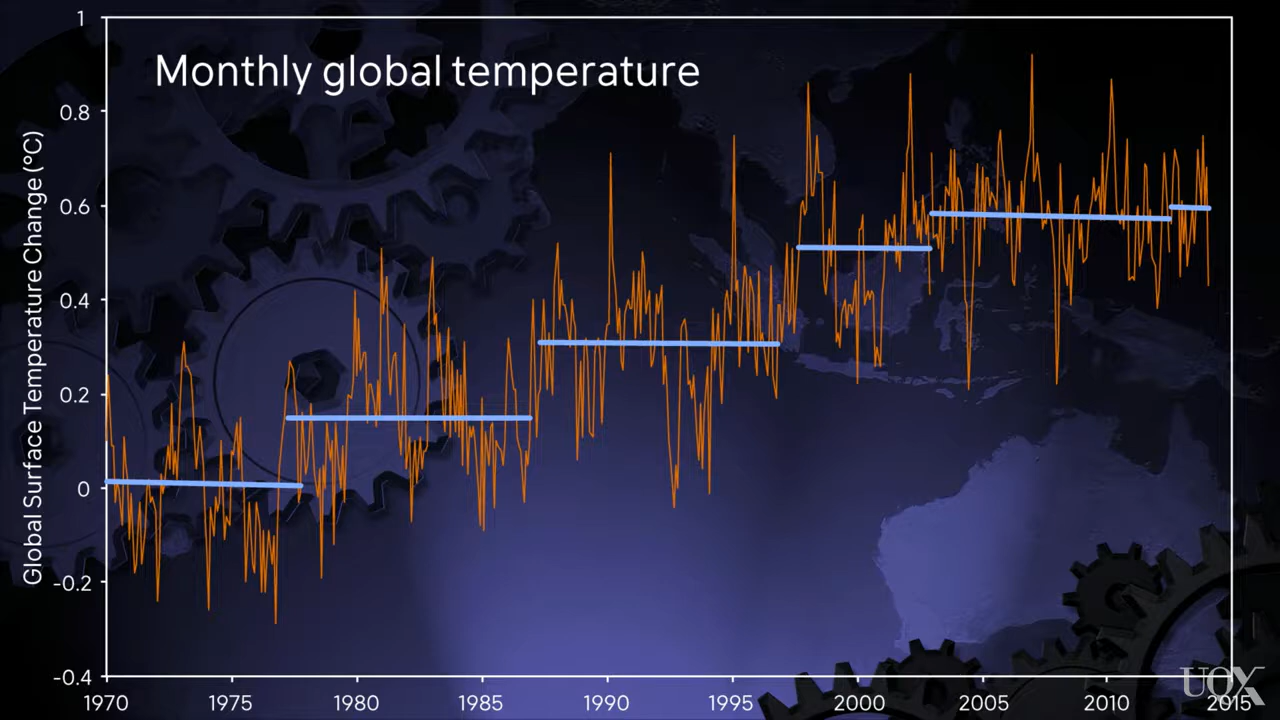 Monthly global temperature
Global Surface Temperature Change (°C)
1
0.8
0.6
0.4
0.2
0
-0.2
-0.4
1970 1975 1980 1985 1990 1995 2000 2005 2010 2015
UQX